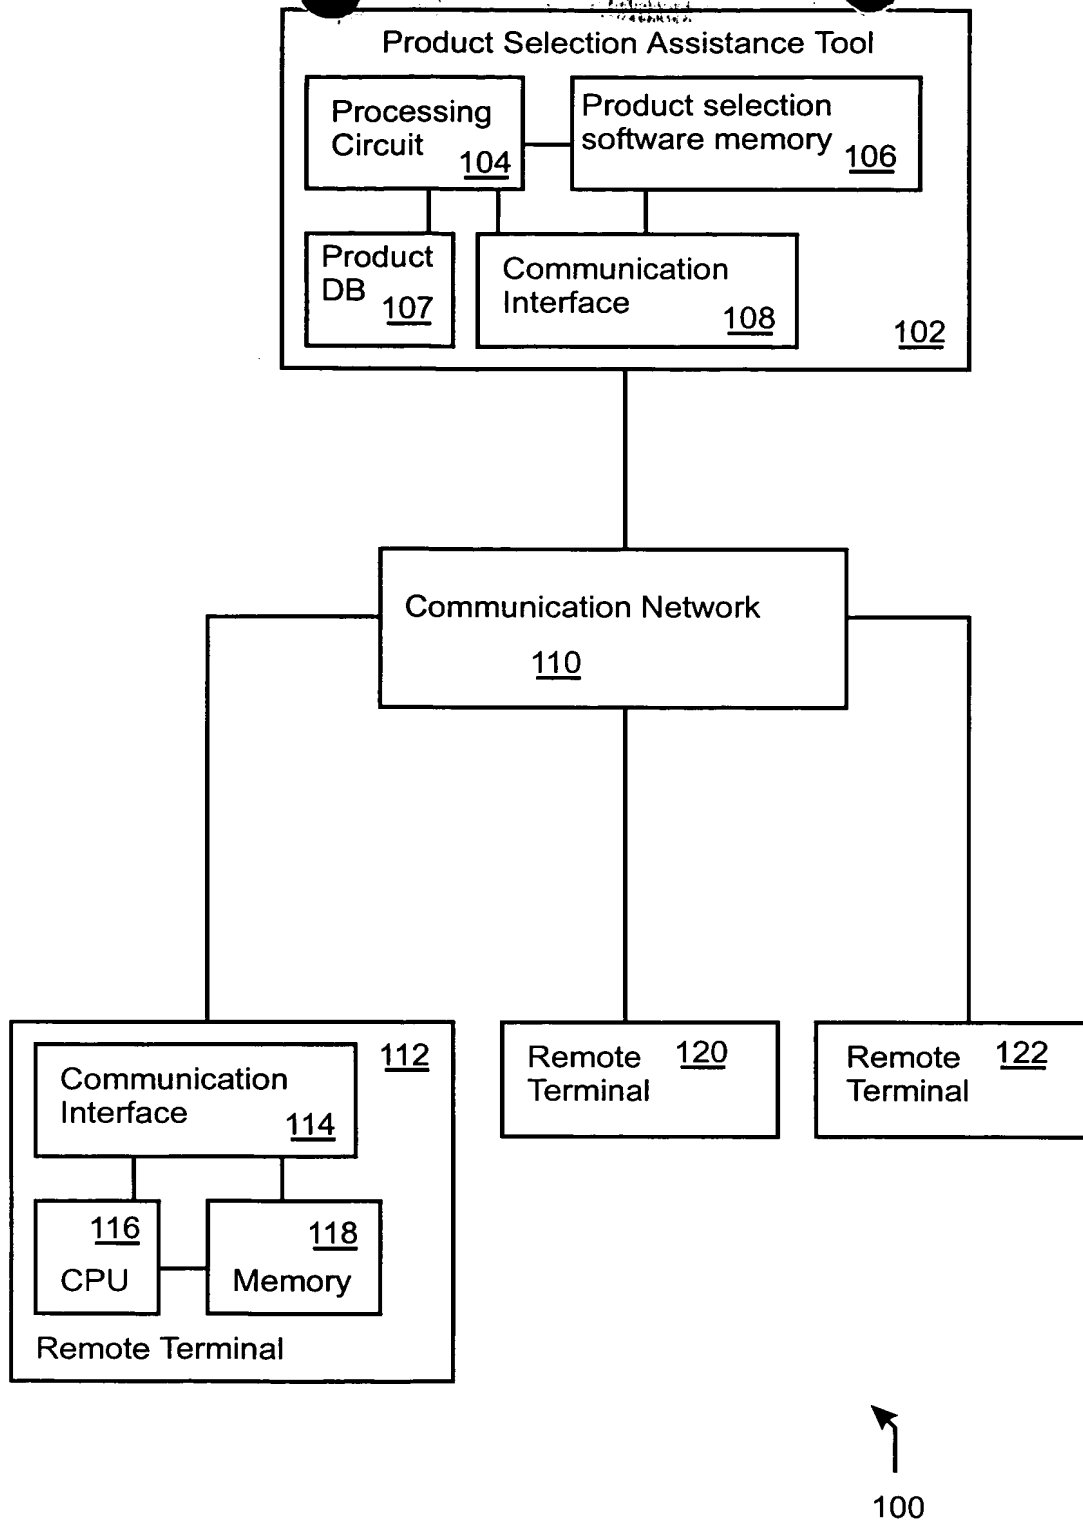 Product Selection Assistance Tool
Processing
Circuit
104
Product selection
software memory
106
Product
DB
107
Communication
Interface
108
102
Communication Network
110
112
Communication
Interface
114
116
CPU
118
Memory
Remote Terminal
Remote
Terminal
120
Remote
Terminal
122
100